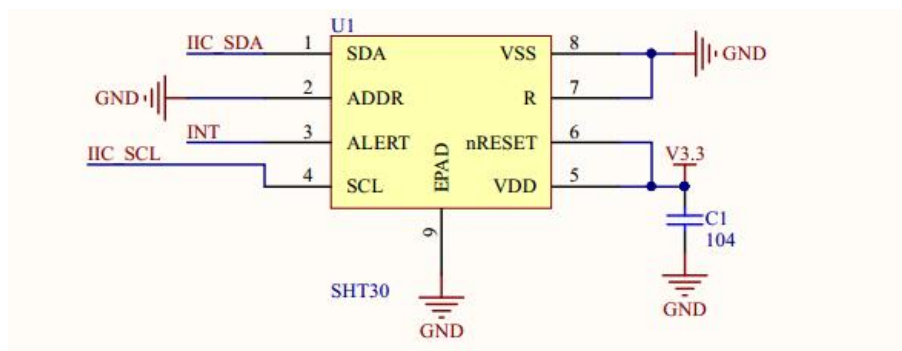 U1
IIC_SDA 1 SDA VSS 8 GND
GND 2 ADDR R 7
INT 3 ALERT nRESET 6
IIC_SCL 4 SCL EPAD VDD 5 V3.3
9
C1
104
SHT30
GND
GND